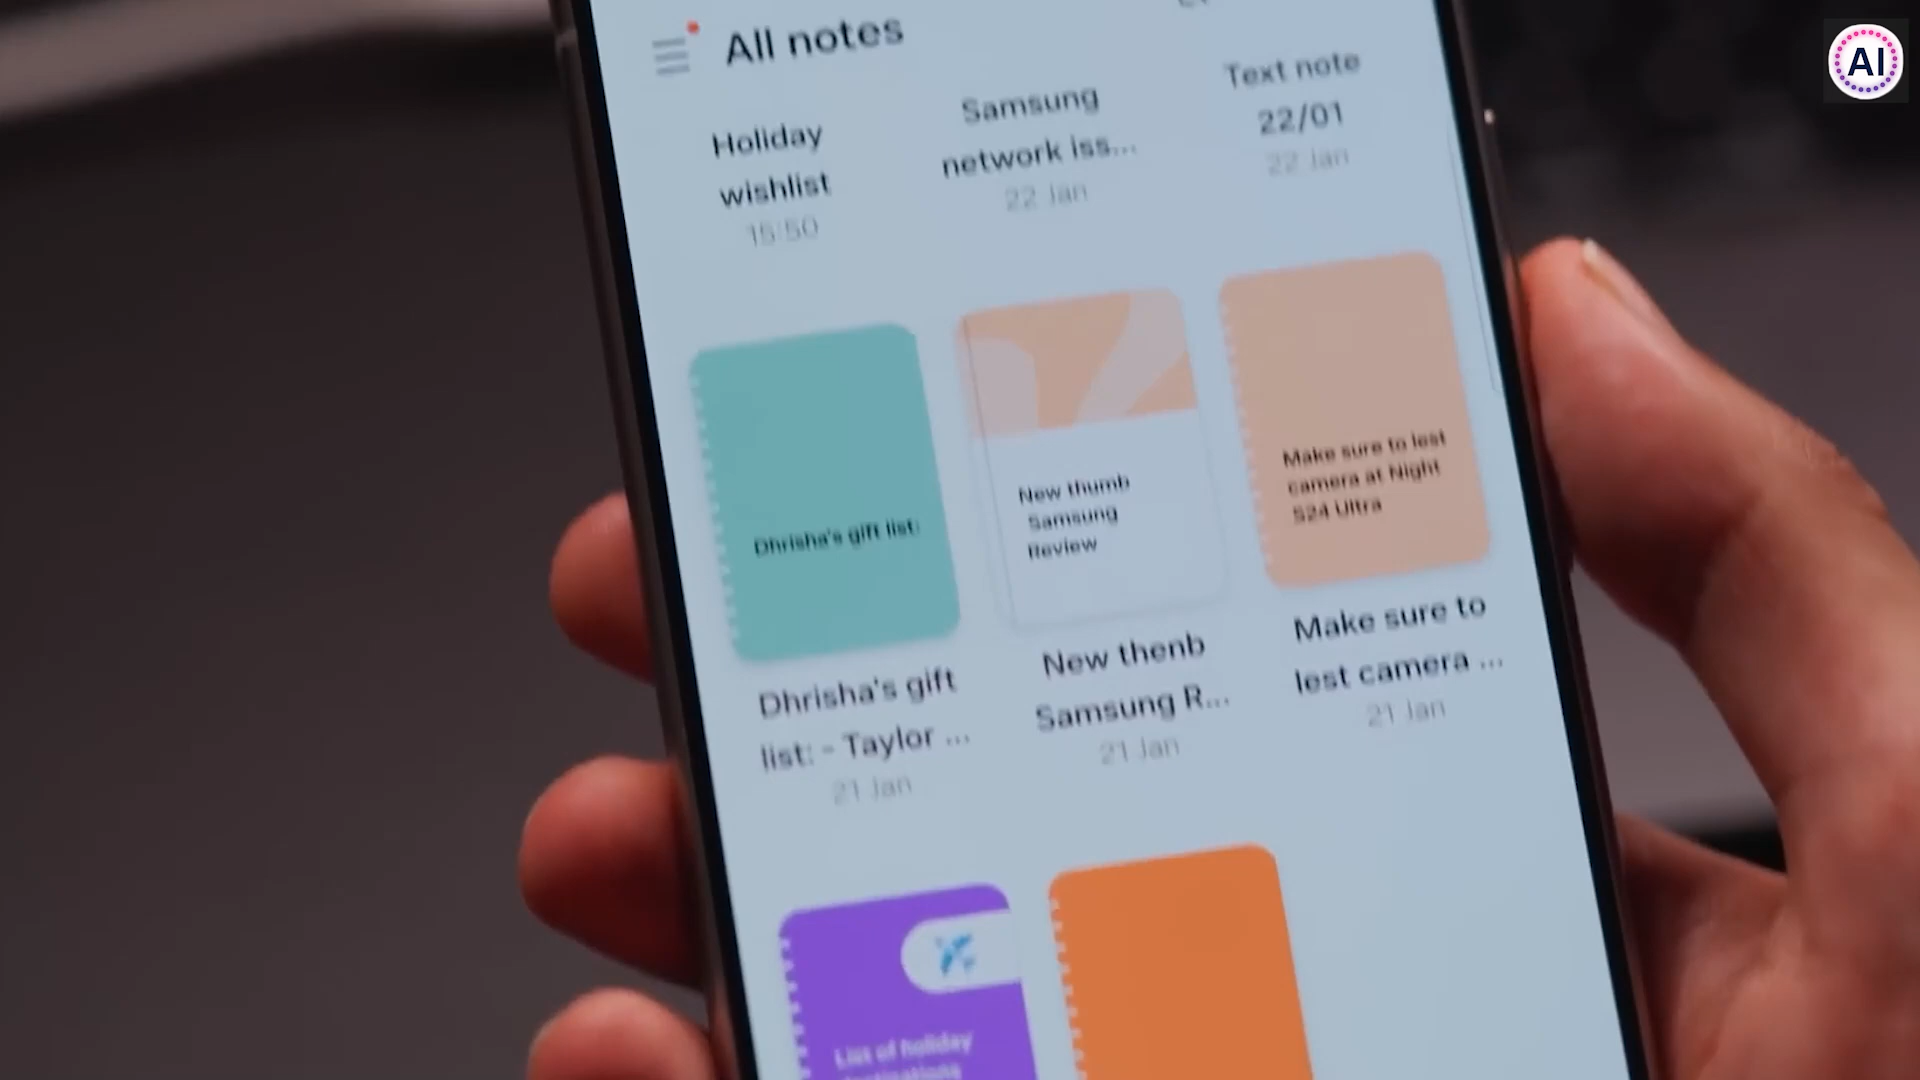 All notes
Holiday
wishlist
15:50
Samsung
network iss...
22 Jan
Text note
22/01
22 Jan
Dhrisha's gift list:
New thumb
Samsung
Review
Make sure to lest
camera at Night
S24 Ultra
Dhrisha's gift
list: - Taylor ...
21 Jan
New thenb
Samsung R...
21 Jan
Make sure to
lest camera ...
21 Jan
List of holiday
AI